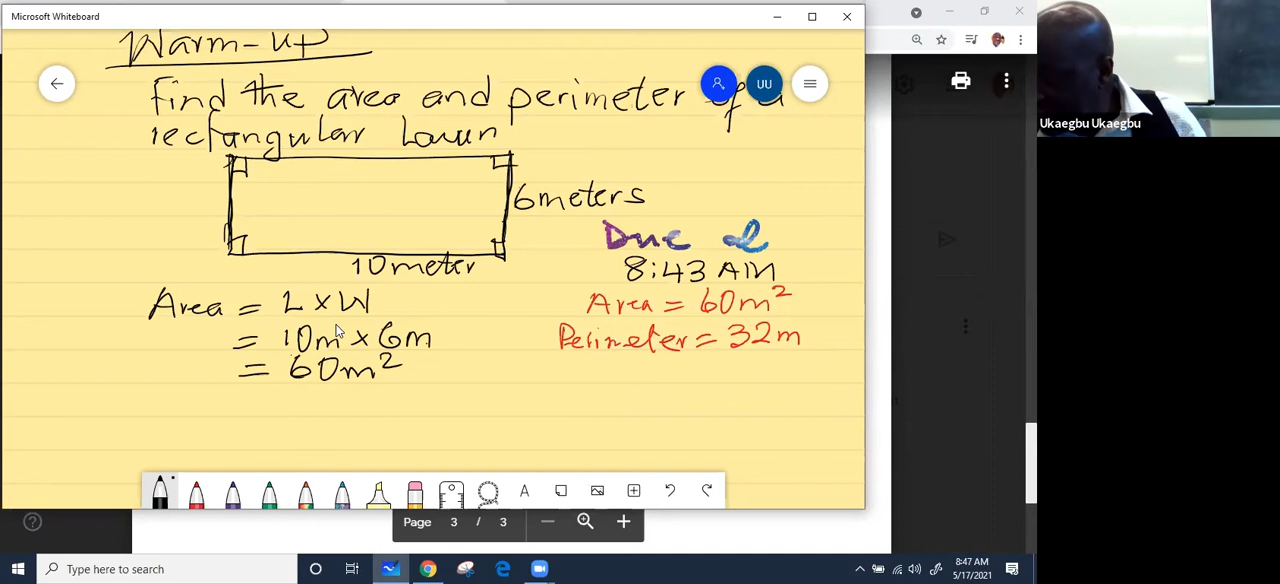 Microsoft Whiteboard
Warm-up
Find the area and perimeter of a
rectangular Lawn
6meters
10meter
Due @
8:43 AM
Area = L x W
= 10m x 6m
= 60m²
Area = 60m²
Perimeter = 32m
UU
Ukaegbu Ukaegbu
A
Page 3 / 3
Type here to search
8:47 AM
5/17/2021